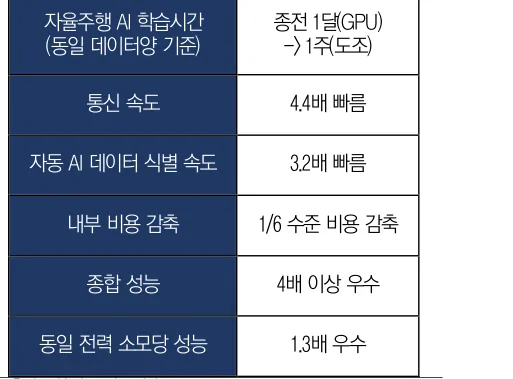 자율주행 AI 학습시간
(동일 데이터양 기준)
종전 1달(GPU)
-> 1주(도조)
통신 속도
4.4배 빠름
자동 AI 데이터 식별 속도
3.2배 빠름
내부 비용 감축
1/6 수준 비용 감축
종합 성능
4배 이상 우수
동일 전력 소모당 성능
1.3배 우수